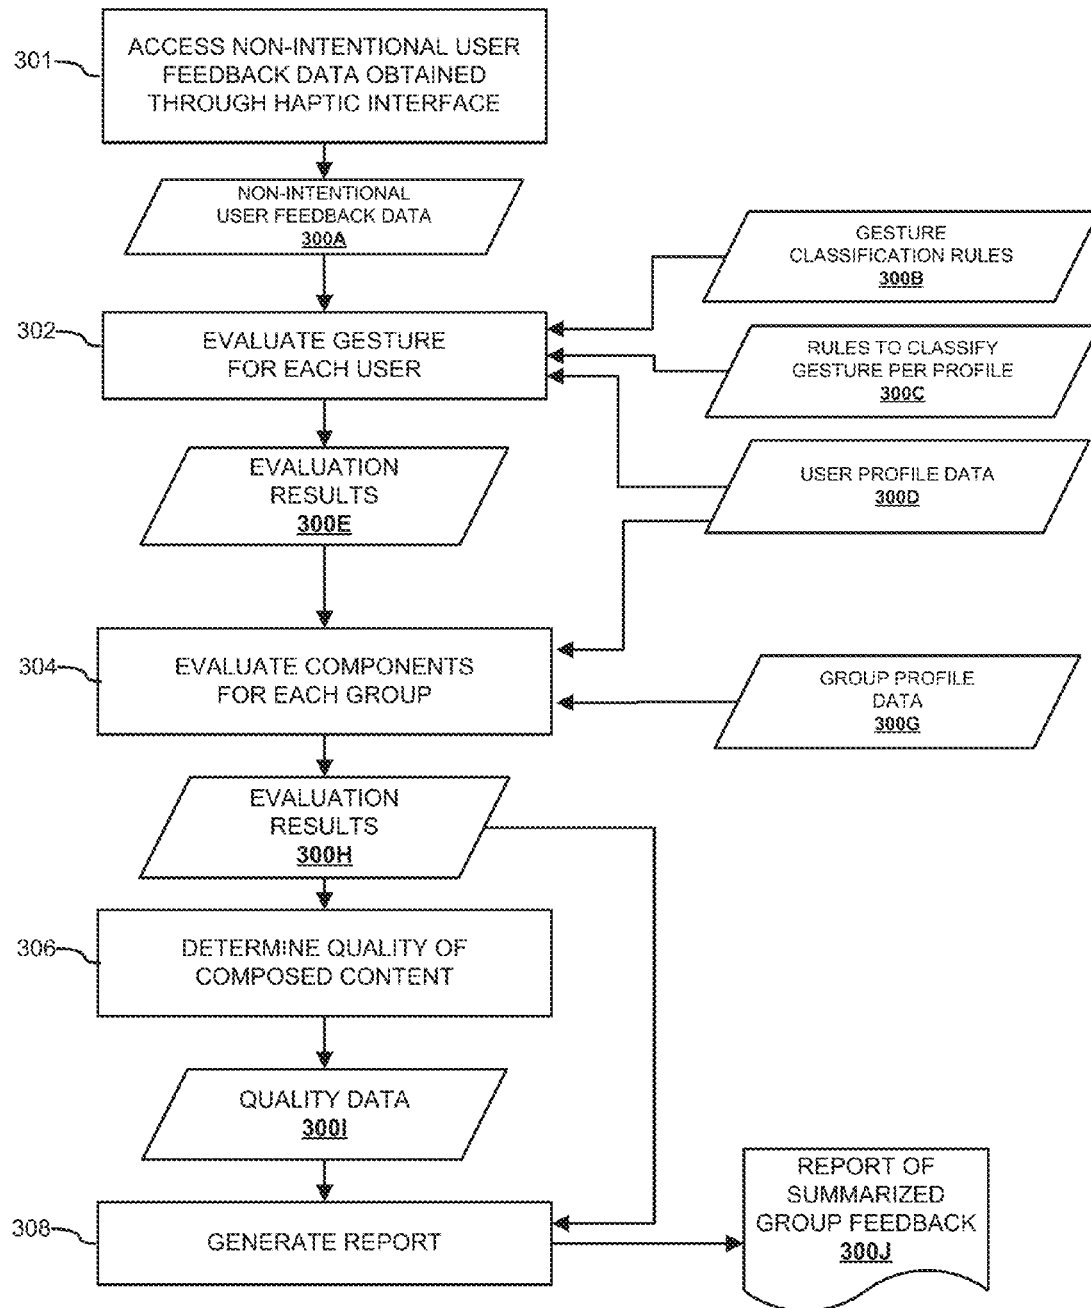 301
ACCESS NON-INTENTIONAL USER
FEEDBACK DATA OBTAINED
THROUGH HAPTIC INTERFACE
NON-INTENTIONAL
USER FEEDBACK DATA
300A
GESTURE
CLASSIFICATION RULES
300B
302
EVALUATE GESTURE
FOR EACH USER
RULES TO CLASSIFY
GESTURE PER PROFILE
300C
EVALUATION
RESULTS
300E
USER PROFILE DATA
300D
304
EVALUATE COMPONENTS
FOR EACH GROUP
GROUP PROFILE
DATA
300G
EVALUATION
RESULTS
300H
306
DETERMINE QUALITY OF
COMPOSED CONTENT
QUALITY DATA
300I
308
GENERATE REPORT
REPORT OF
SUMMARIZED
GROUP FEEDBACK
300J